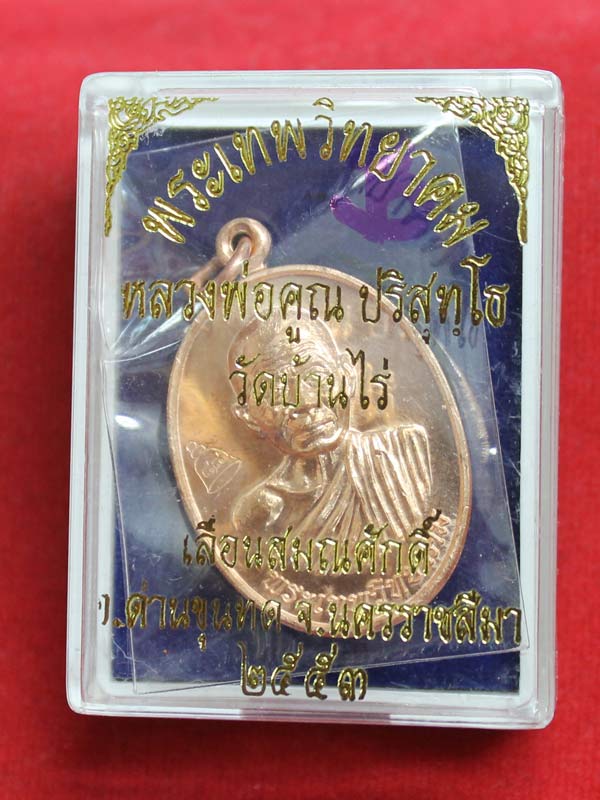 พระเทพวิทยาคม
หลวงพ่อคูณ ปริสุทฺโธ
วัดบ้านไร่
เลื่อนสมณศักดิ์
อ.ด่านขุนทด จ.นครราชสีมา
๒๕๕๓